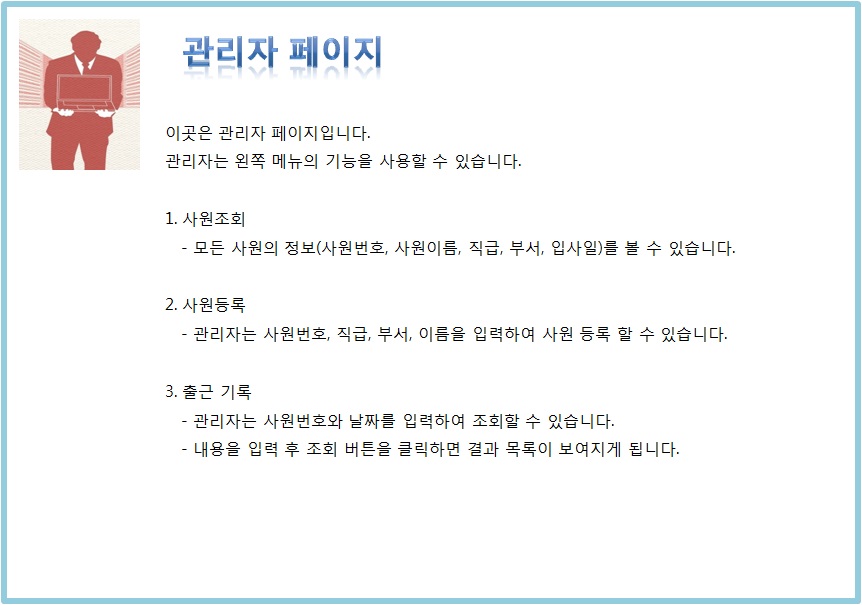 관리자 페이지
이곳은 관리자 페이지입니다.
관리자는 왼쪽 메뉴의 기능을 사용할 수 있습니다.
1. 사원조회
- 모든 사원의 정보(사원번호, 사원이름, 직급, 부서, 입사일)를 볼 수 있습니다.
2. 사원등록
- 관리자는 사원번호, 직급, 부서, 이름을 입력하여 사원 등록 할 수 있습니다.
3. 출근 기록
- 관리자는 사원번호와 날짜를 입력하여 조회할 수 있습니다.
- 내용을 입력 후 조회 버튼을 클릭하면 결과 목록이 보여지게 됩니다.